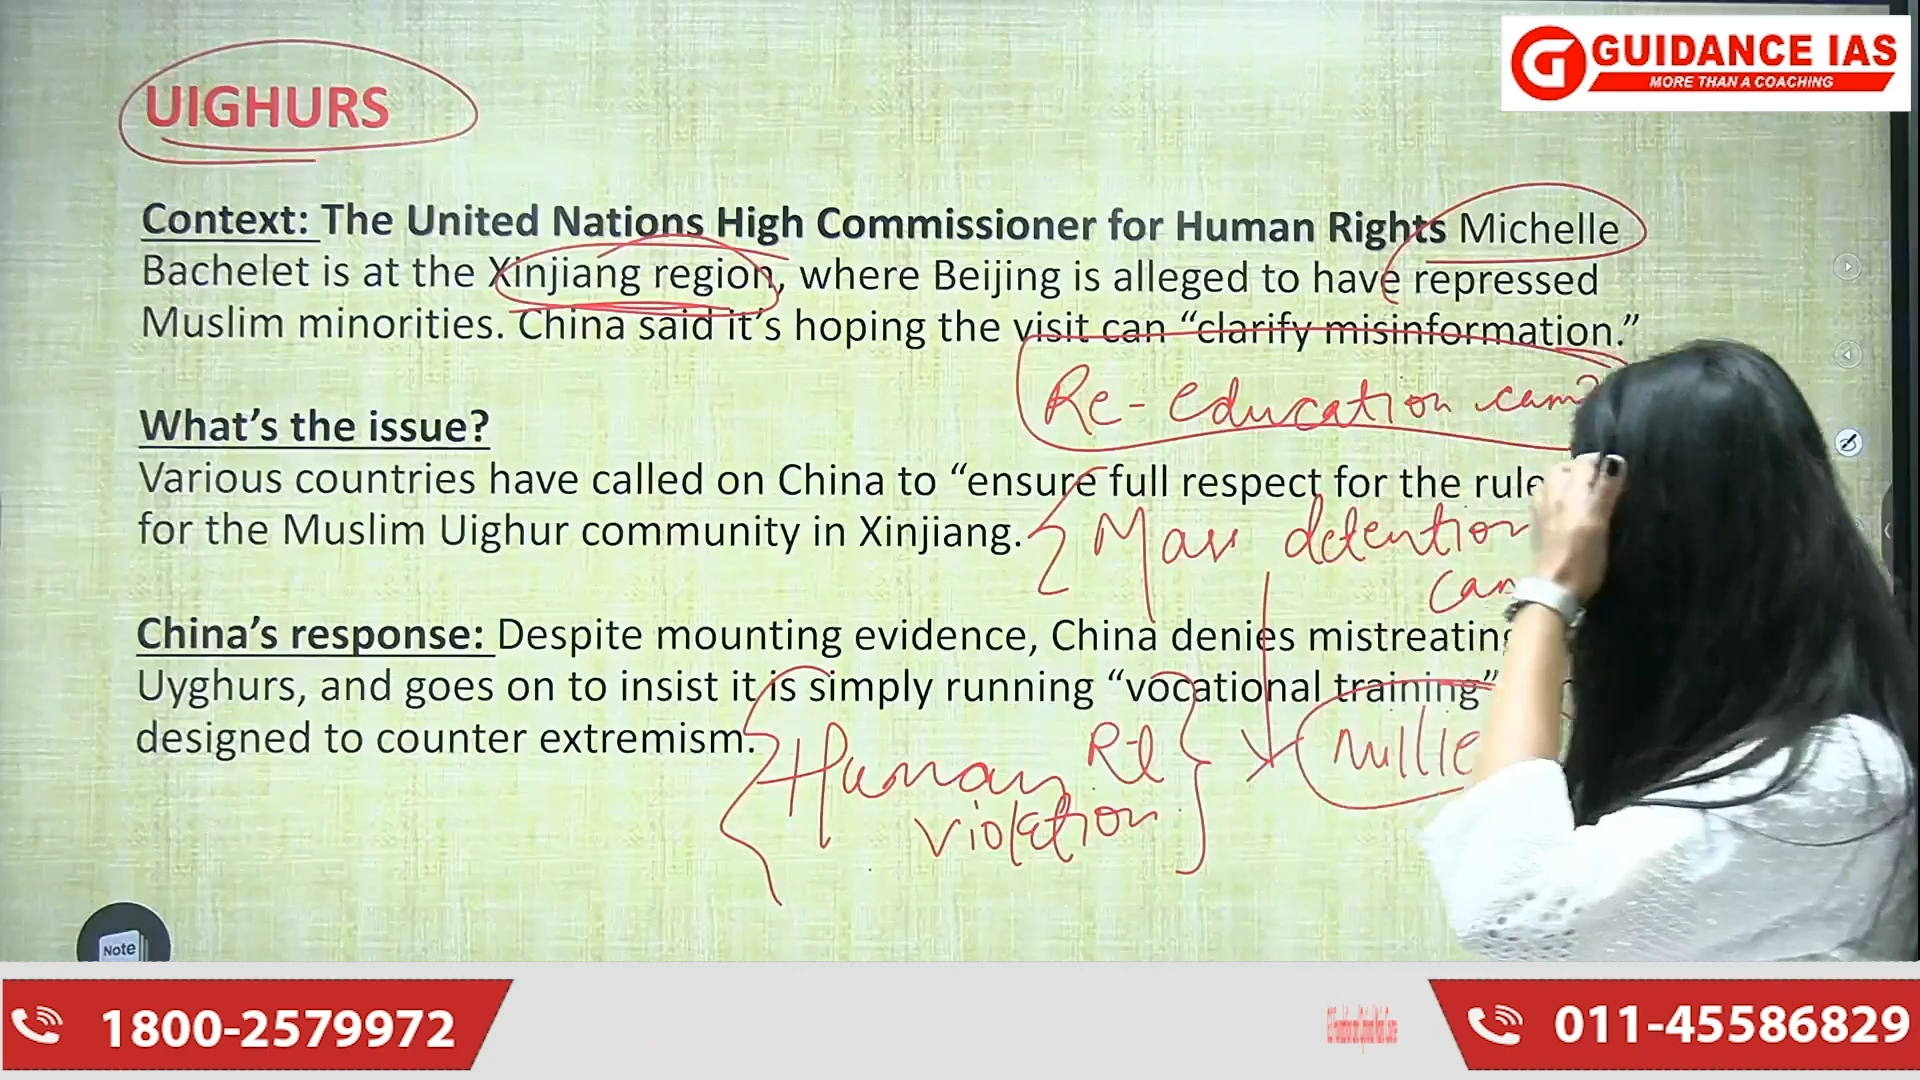 GUIDANCE IAS
MORE THAN A COACHING
UIGHURS
Context: The United Nations High Commissioner for Human Rights Michelle
Bachelet is at the Xinjiang region, where Beijing is alleged to have repressed
Muslim minorities. China said it's hoping the visit can “clarify misinformation.”
Re-education cam
What's the issue?
Various countries have called on China to “ensure full respect for the rule
for the Muslim Uighur community in Xinjiang.
Mass detention
cam
China's response: Despite mounting evidence, China denies mistreating
Uyghurs, and goes on to insist it is simply running “vocational training”
designed to counter extremism.
Human
violation
Note
1800-2579972
011-45586829